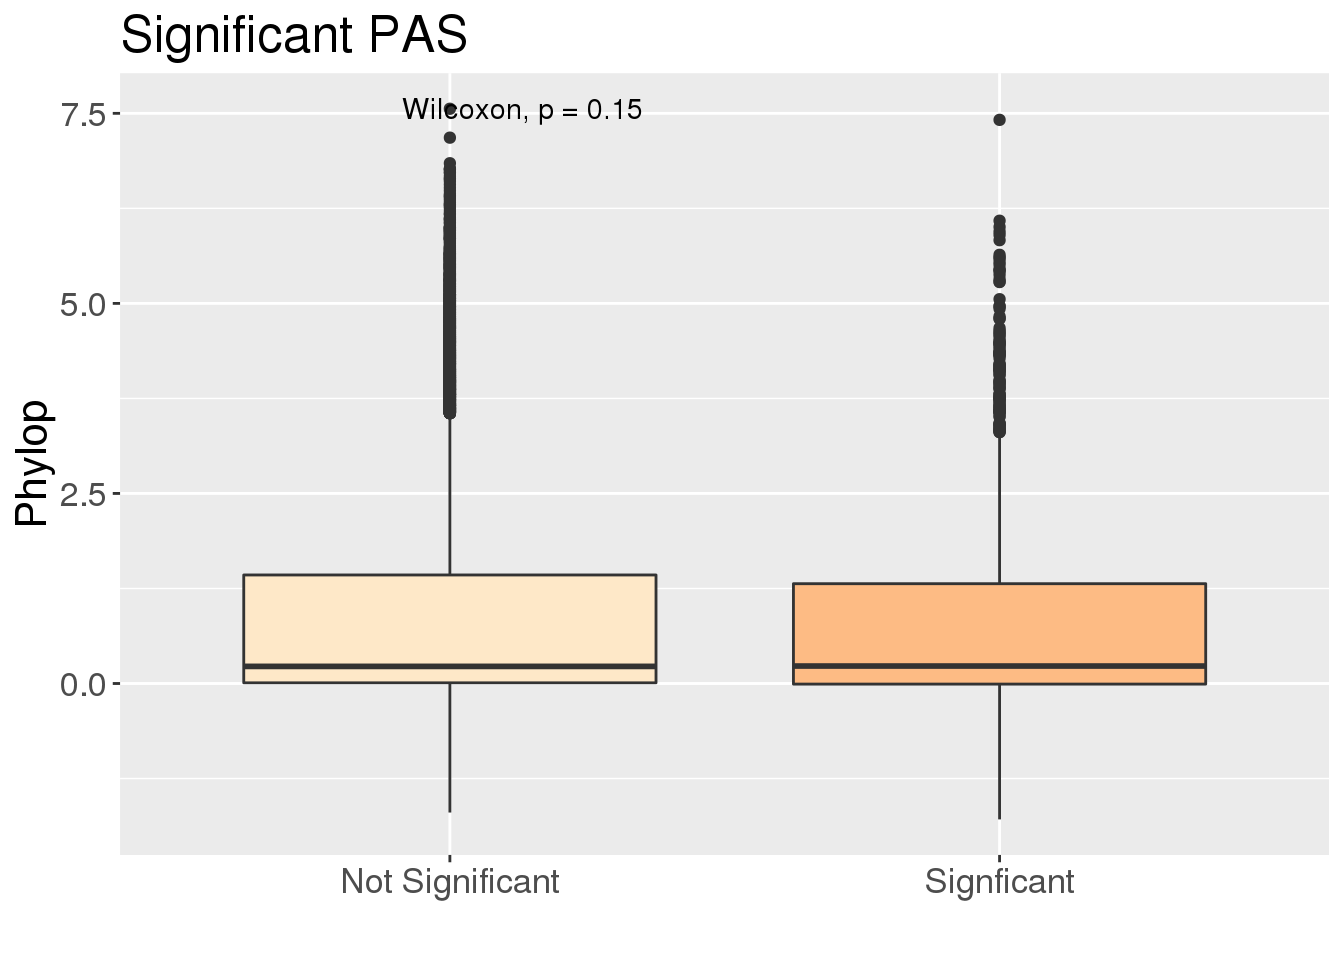 Significant PAS
Wilcoxon, p = 0.15
7.5
5.0
2.5
0.0
Phylop
Not Significant
Signficant